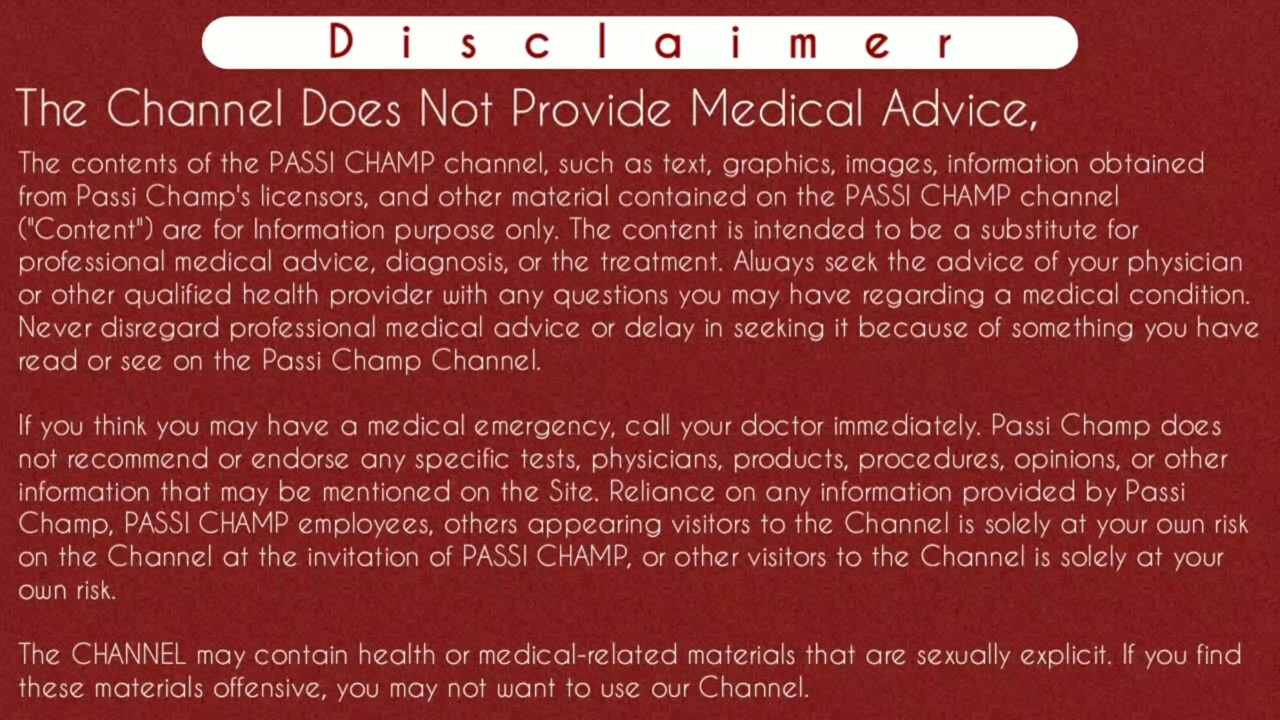 Disclaimer
The Channel Does Not Provide Medical Advice,
The contents of the PASSI CHAMP channel, such as text, graphics, images, information obtained
from Passi Champ's licensors, and other material contained on the PASSI CHAMP channel
("Content") are for Information purpose only. The content is intended to be a substitute for
professional medical advice, diagnosis, or the treatment. Always seek the advice of your physician
or other qualified health provider with any questions you may have regarding a medical condition.
Never disregard professional medical advice or delay in seeking it because of something you have
read or see on the Passi Champ Channel.
If you think you may have a medical emergency, call your doctor immediately. Passi Champ does
not recommend or endorse any specific tests, physicians, products, procedures, opinions, or other
information that may be mentioned on the Site. Reliance on any information provided by Passi
Champ, PASSI CHAMP employees, others appearing visitors to the Channel is solely at your own risk
on the Channel at the invitation of PASSI CHAMP, or other visitors to the Channel is solely at your
own risk.
The CHANNEL may contain health or medical-related materials that are sexually explicit. If you find
these materials offensive, you may not want to use our Channel.